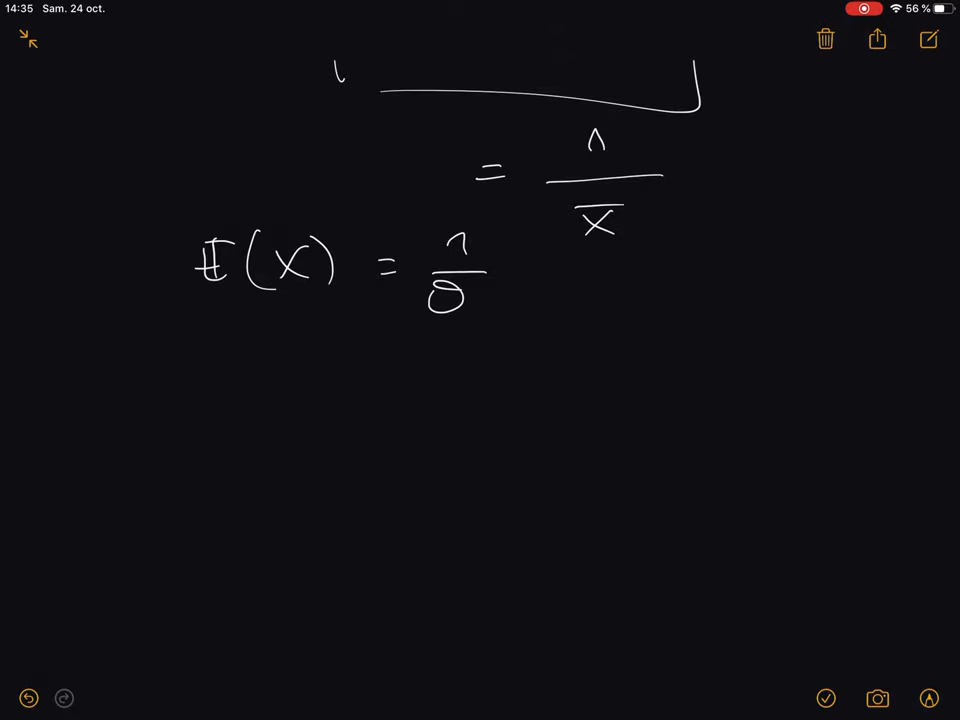 14:35 Sam. 24 oct. 56 %
= 1 / x̄
𝔼(X) = 1 / θ